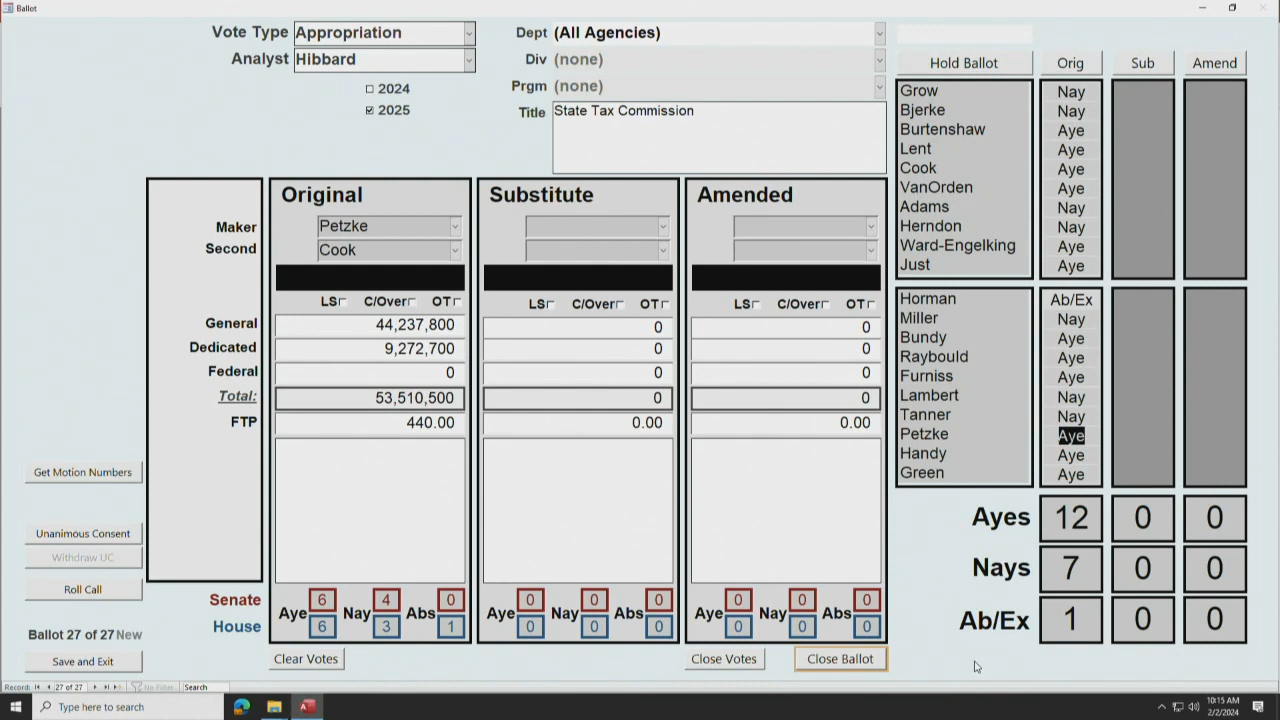 Ballot
Vote Type Appropriation
Analyst Hibbard
2024
2025
Dept (All Agencies)
Div (none)
Prgm (none)
Title State Tax Commission
Hold Ballot Orig Sub Amend
Grow Nay
Bjerke Nay
Burtenshaw Aye
Lent Aye
Cook Aye
VanOrden Aye
Adams Nay
Herndon Nay
Ward-Engelking Aye
Just Aye
Horman Ab/Ex
Miller Nay
Bundy Aye
Raybould Aye
Furniss Aye
Lambert Nay
Tanner Nay
Petzke Aye
Handy Aye
Green Aye
Ayes 12 0 0
Nays 7 0 0
Ab/Ex 1 0 0
Original Substitute Amended
Maker Petzke
Second Cook
LS C/Over OT LS C/Over OT LS C/Over OT
General 44,237,800 0 0
Dedicated 9,272,700 0 0
Federal 0 0 0
Total: 53,510,500 0 0
FTP 440.00 0.00 0.00
Get Motion Numbers
Unanimous Consent
Withdraw UC
Roll Call
Senate Aye 6 Nay 4 Abs 0 Aye 0 Nay 0 Abs 0 Aye 0 Nay 0 Abs 0
House 6 3 1 0 0 0 0 0 0
Ballot 27 of 27 New
Save and Exit
Clear Votes Close Votes Close Ballot
Record: 27 of 27 No Filter Search
Type here to search
10:15 AM
2/2/2024